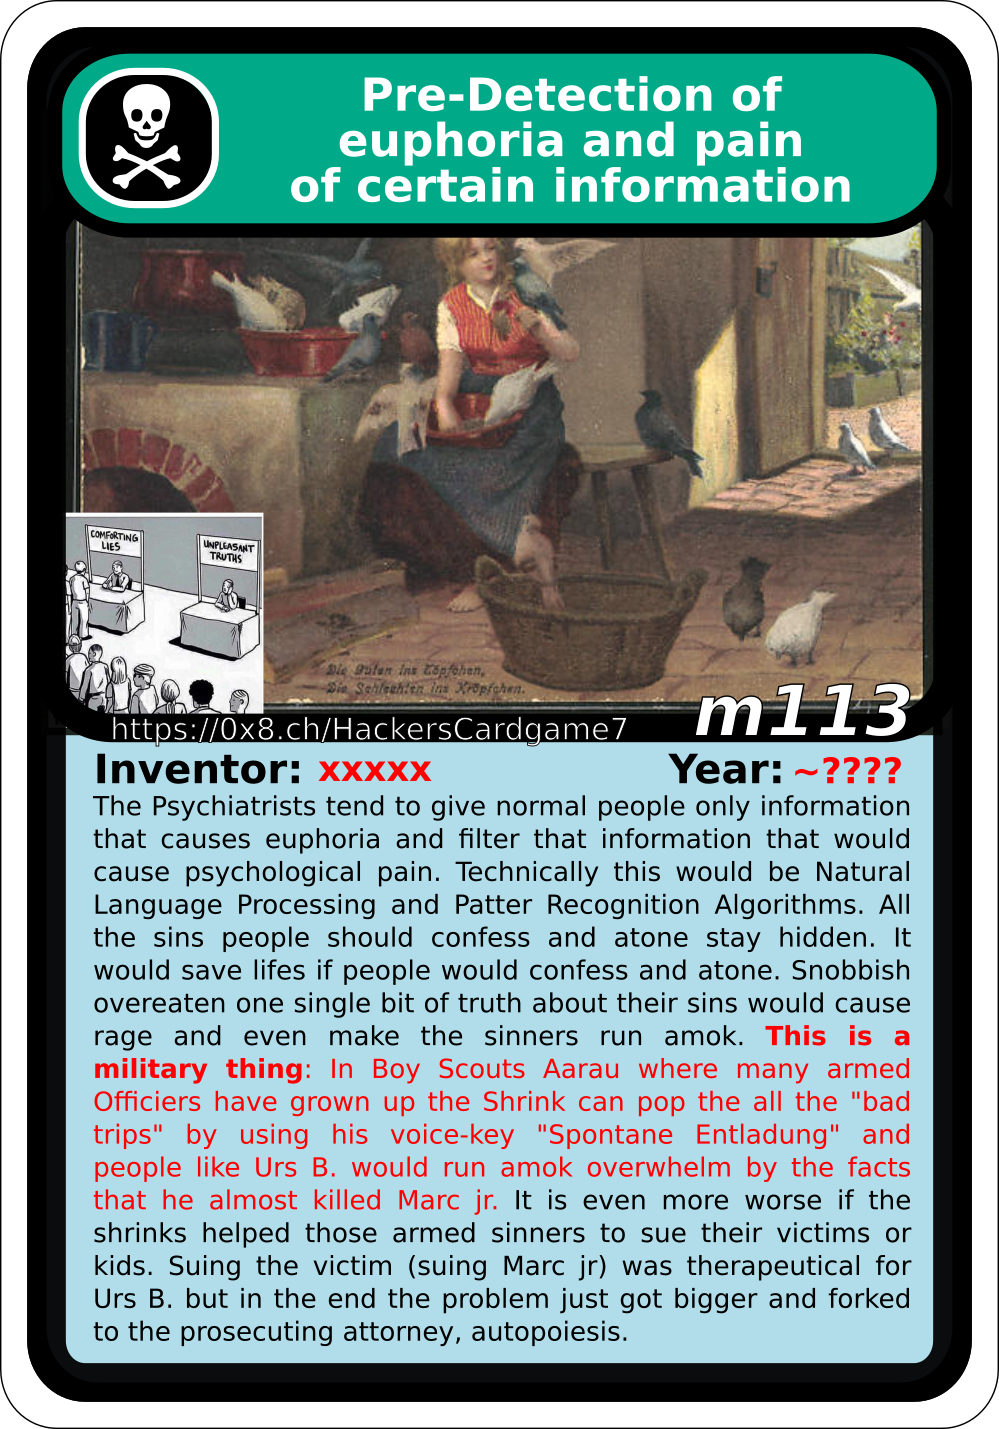 Pre-Detection of
euphoria and pain
of certain information
COMFORTING
LIES
UNPLEASANT
TRUTHS
Die Guten ins Töpfchen,
Die Schlechten ins Kröpfchen.
https://0x8.ch/HackersCardgame7
m113
Inventor: xxxxx Year: ~????
The Psychiatrists tend to give normal people only information
that causes euphoria and filter that information that would
cause psychological pain. Technically this would be Natural
Language Processing and Patter Recognition Algorithms. All
the sins people should confess and atone stay hidden. It
would save lifes if people would confess and atone. Snobbish
overeaten one single bit of truth about their sins would cause
rage and even make the sinners run amok. This is a
military thing: In Boy Scouts Aarau where many armed
Officiers have grown up the Shrink can pop the all the "bad
trips" by using his voice-key "Spontane Entladung" and
people like Urs B. would run amok overwhelm by the facts
that he almost killed Marc jr. It is even more worse if the
shrinks helped those armed sinners to sue their victims or
kids. Suing the victim (suing Marc jr) was therapeutical for
Urs B. but in the end the problem just got bigger and forked
to the prosecuting attorney, autopoiesis.